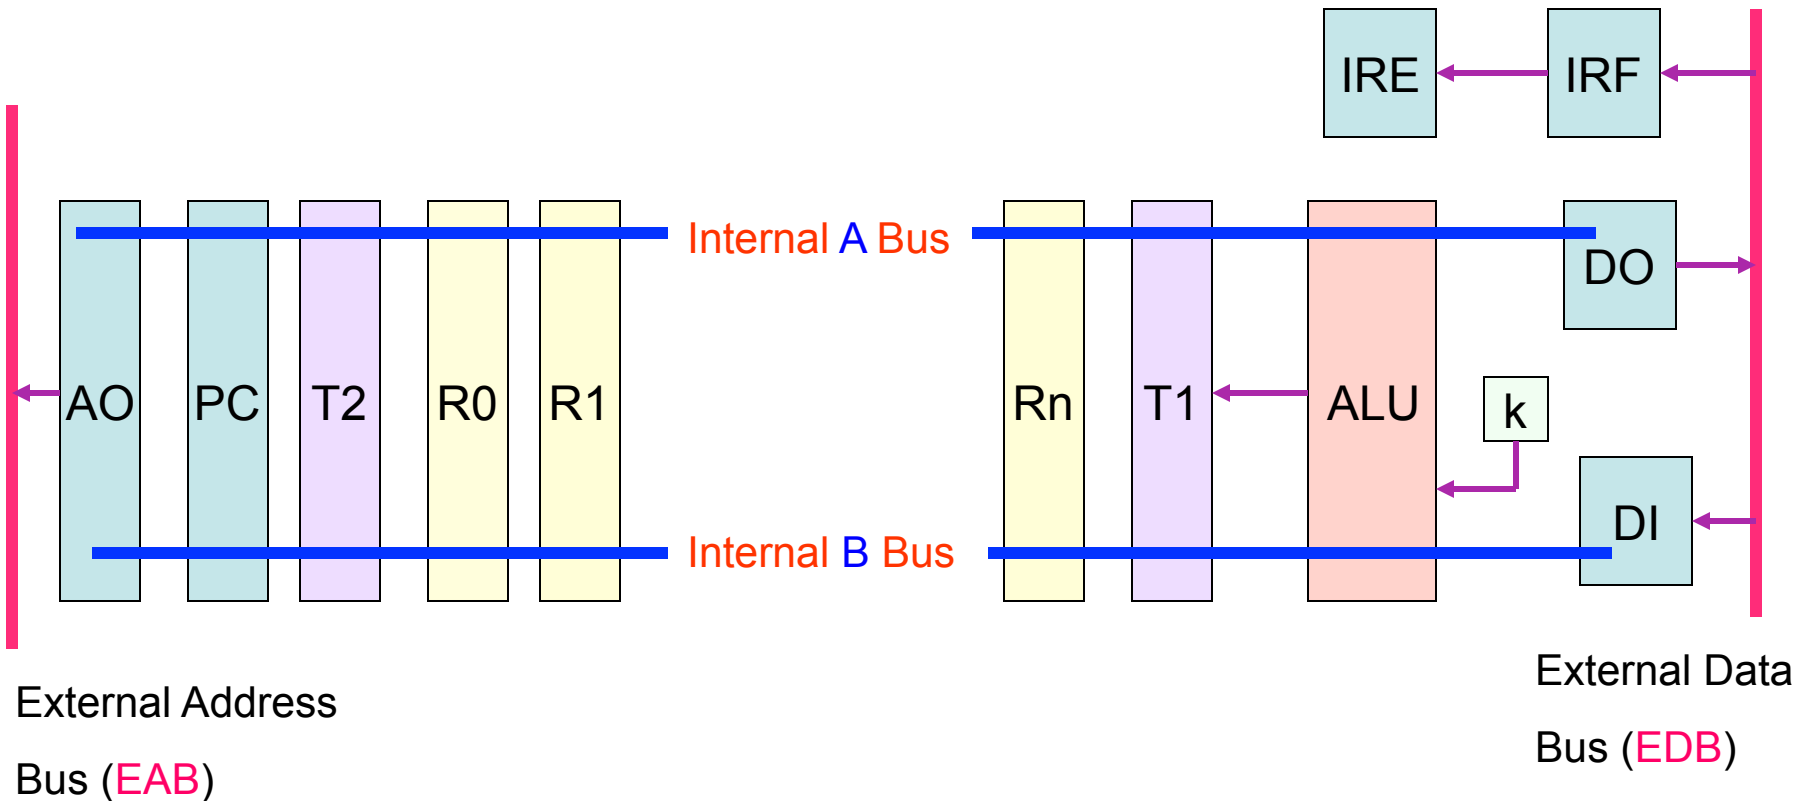 IRE
IRF
Internal A Bus
DO
AO
PC
T2
R0
R1
Rn
T1
ALU
k
DI
Internal B Bus
External Address
Bus (EAB)
External Data
Bus (EDB)